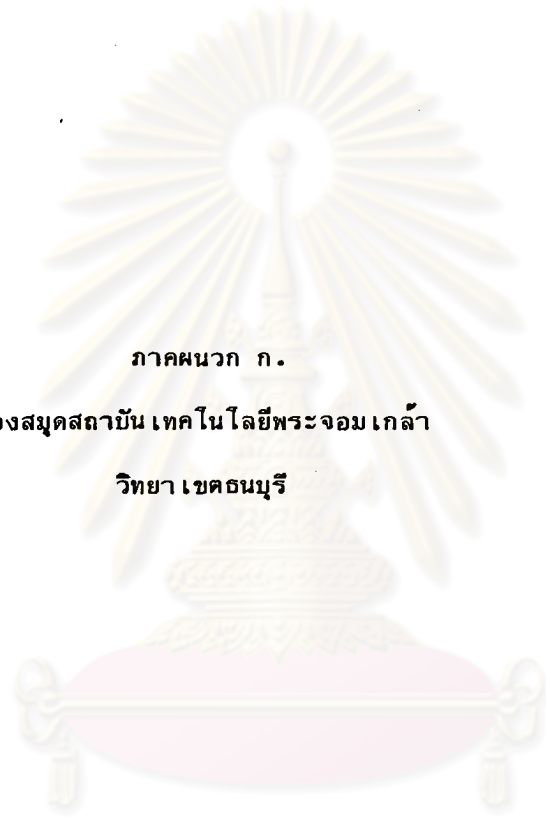 ภาคผนวก ก.
งสมุดสถาบันเทคโนโลยีพระจอมเกล้า
วิทยาเขตธนบุรี